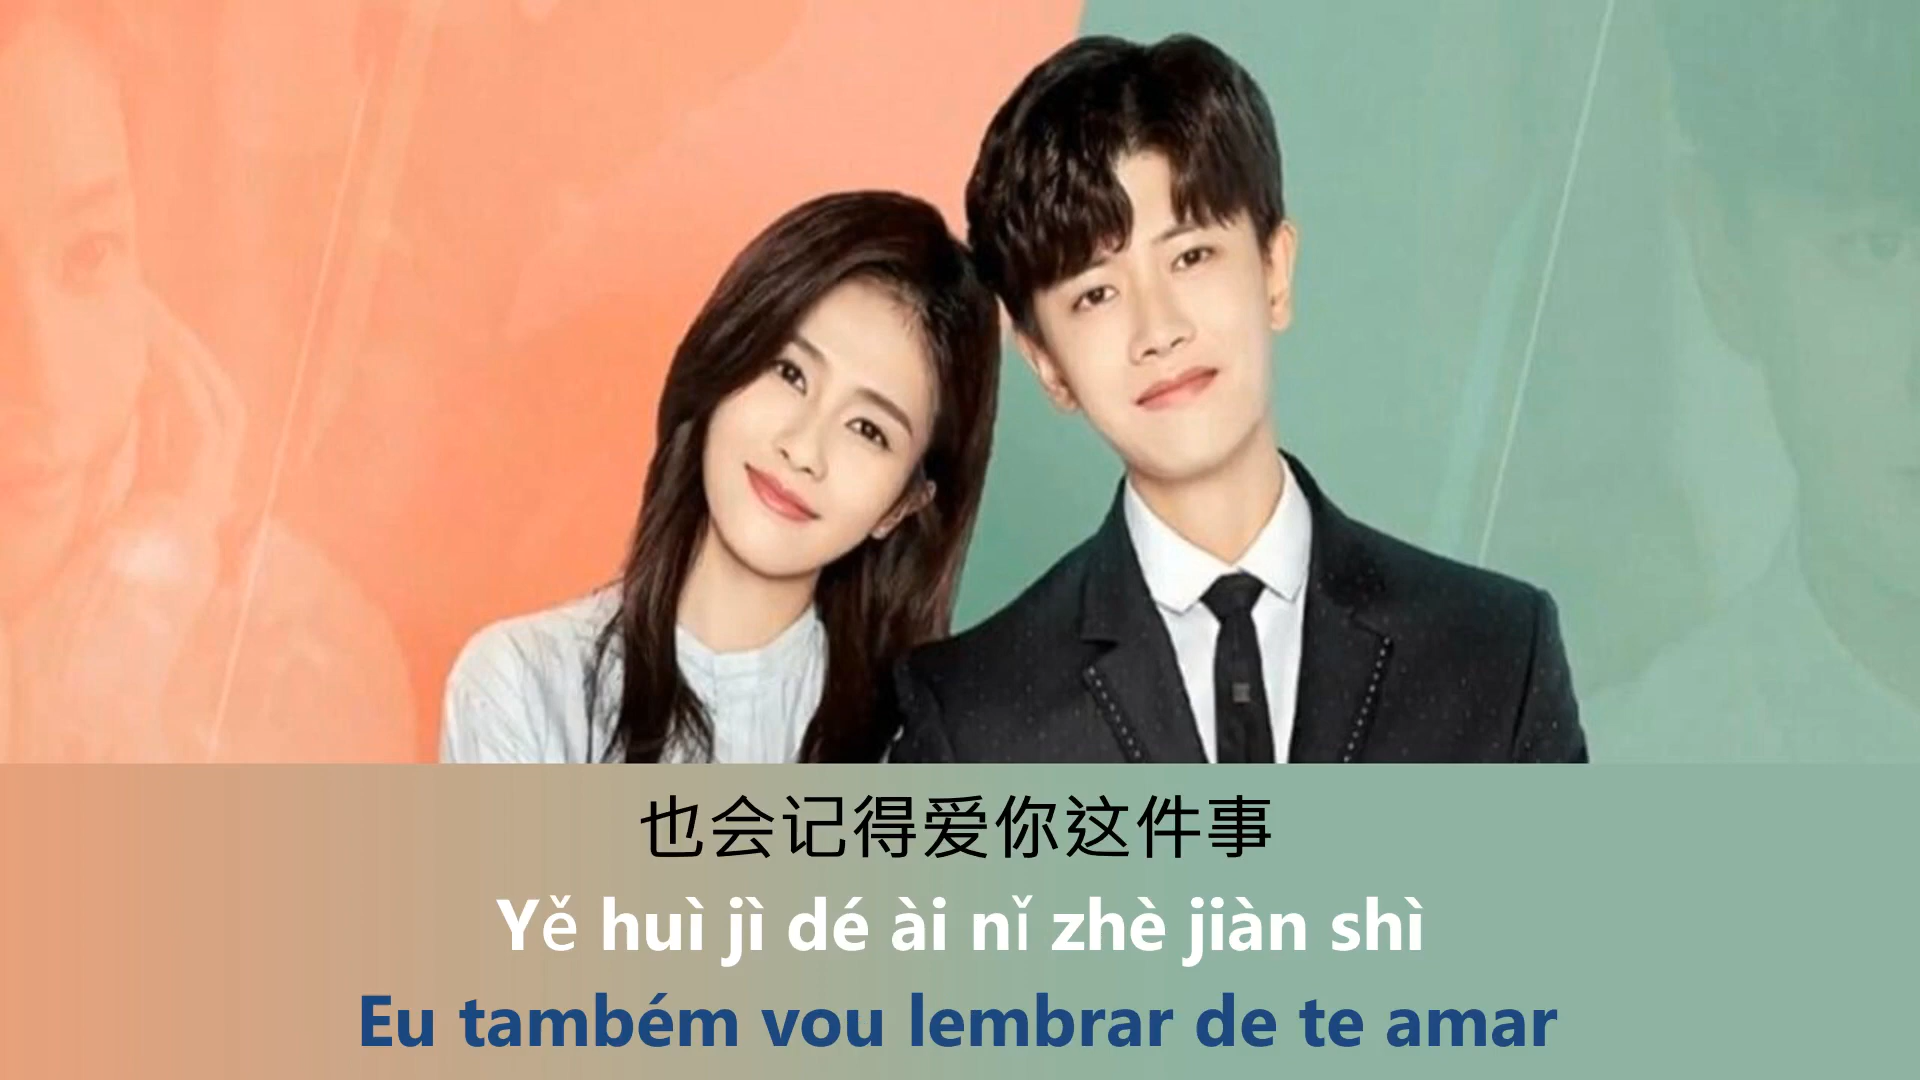 也会记得爱你这件事
Yě huì jì dé ài nǐ zhè jiàn shì
Eu também vou lembrar de te amar